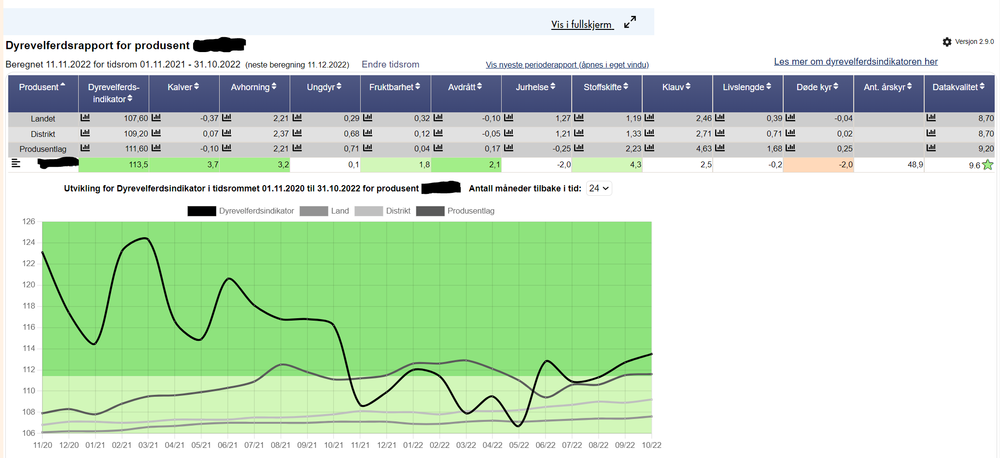 Vis i fullskjerm
Dyrevelferdsrapport for produsent
Versjon 2.9.0
Beregnet 11.11.2022 for tidsrom 01.11.2021 - 31.10.2022 (neste beregning 11.12.2022) Endre tidsrom Vis nyeste perioderapport (åpnes i eget vindu) Les mer om dyrevelferdsindikatoren her
Produsent Dyrevelferds-indikator Kalver Avhorning Ungdyr Fruktbarhet Avdrått Jurhelse Stoffskifte Klauv Livslengde Døde kyr Ant. årskyr Datakvalitet
Landet 107,60 -0,37 2,21 0,29 0,32 -0,10 1,27 1,19 2,46 0,39 -0,04 8,70
Distrikt 109,20 0,07 2,37 0,68 0,12 -0,05 1,21 1,33 2,71 0,71 0,02 8,70
Produsentlag 111,60 -0,10 2,21 0,71 0,04 0,17 -0,25 2,23 4,63 1,68 0,25 9,20
113,5 3,7 3,2 0,1 1,8 2,1 -2,0 4,3 2,5 -0,2 -2,0 48,9 9.6
Utvikling for Dyrevelferdsindikator i tidsrommet 01.11.2020 til 31.10.2022 for produsent Antall måneder tilbake i tid: 24
Dyrevelferdsindikator Land Distrikt Produsentlag
126
124
122
120
118
116
114
112
110
108
106
11/20 12/20 01/21 02/21 03/21 04/21 05/21 06/21 07/21 08/21 09/21 10/21 11/21 12/21 01/22 02/22 03/22 04/22 05/22 06/22 07/22 08/22 09/22 10/22